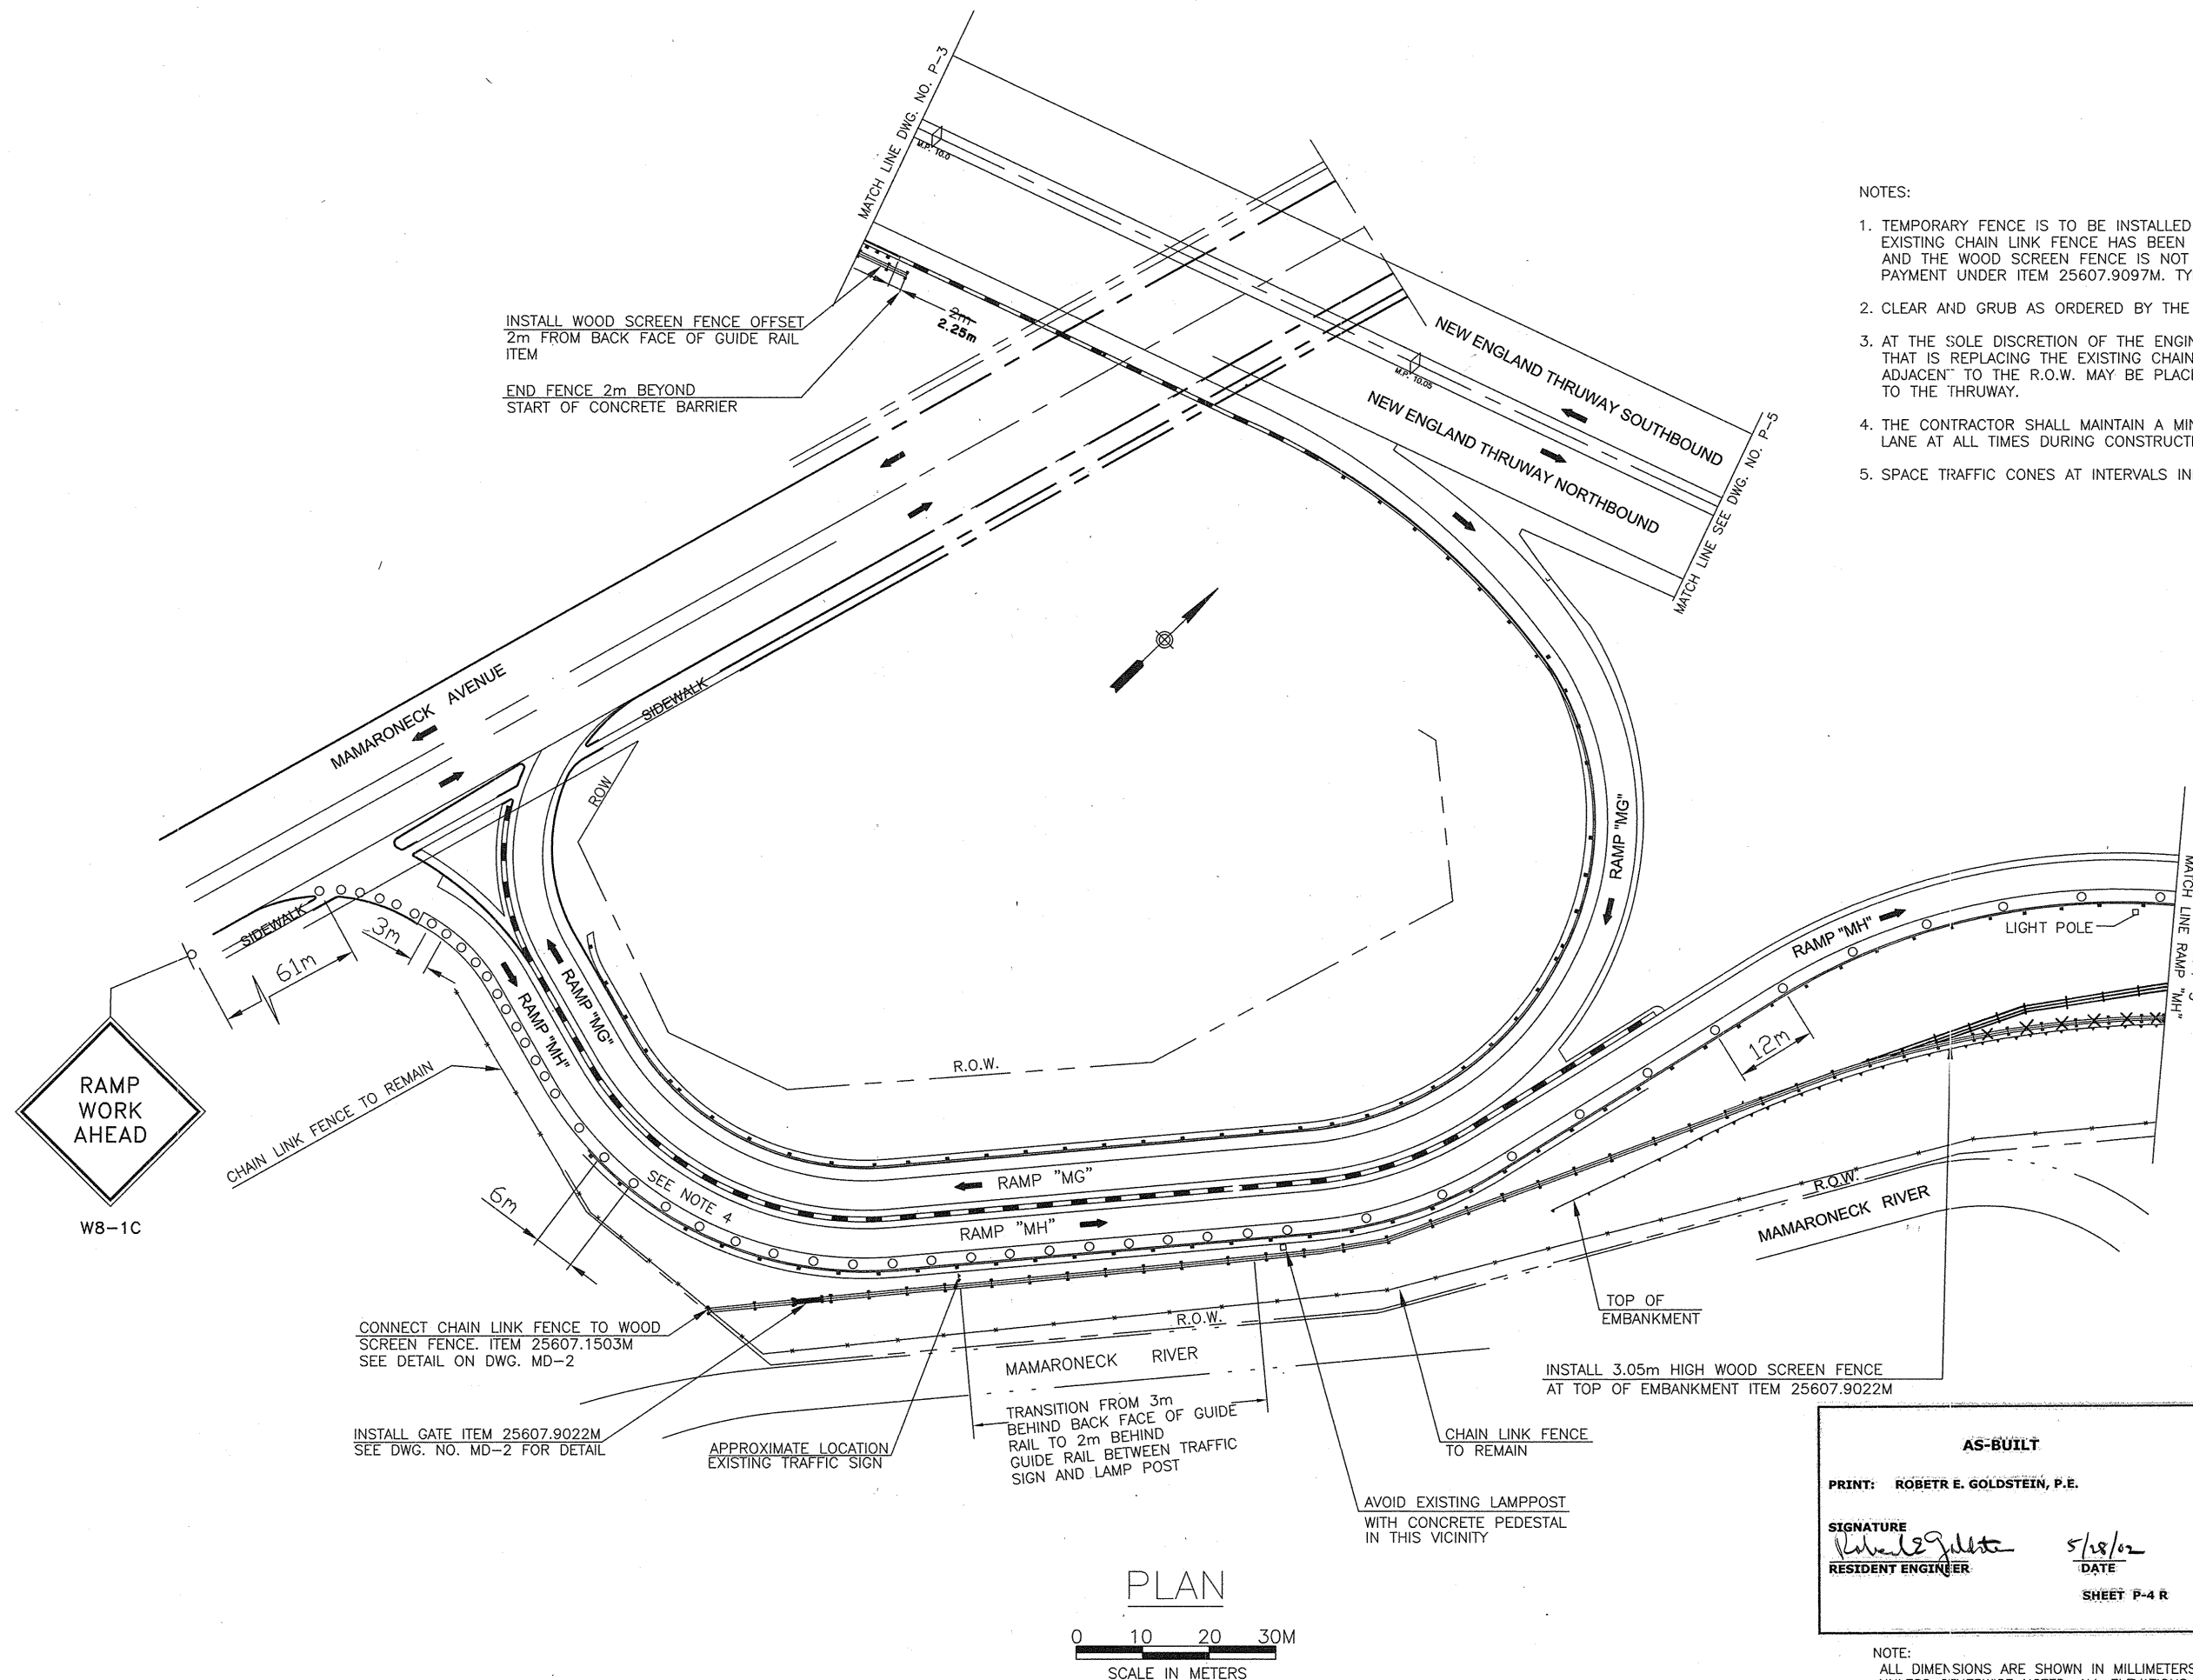 MATCH LINE DWG. NO. P-3
M.P. 10.0
INSTALL WOOD SCREEN FENCE OFFSET
2m FROM BACK FACE OF GUIDE RAIL
ITEM
END FENCE 2m BEYOND
START OF CONCRETE BARRIER
2m
2.25m
NEW ENGLAND THRUWAY SOUTHBOUND
M.P. 10.05
NEW ENGLAND THRUWAY NORTHBOUND
MATCH LINE SEE DWG. NO. P-5
NOTES:
1. TEMPORARY FENCE IS TO BE INSTALLED
EXISTING CHAIN LINK FENCE HAS BEEN
AND THE WOOD SCREEN FENCE IS NOT
PAYMENT UNDER ITEM 25607.9097M. TY
2. CLEAR AND GRUB AS ORDERED BY THE
3. AT THE SOLE DISCRETION OF THE ENGIN
THAT IS REPLACING THE EXISTING CHAIN
ADJACENT TO THE R.O.W. MAY BE PLAC
TO THE THRUWAY.
4. THE CONTRACTOR SHALL MAINTAIN A MIN
LANE AT ALL TIMES DURING CONSTRUCTI
5. SPACE TRAFFIC CONES AT INTERVALS IN
MAMARONECK AVENUE
SIDEWALK
ROW
RAMP "MG"
SIDEWALK
3m
61m
RAMP "MG"
RAMP "MH"
RAMP "MH"
LIGHT POLE
MATCH LINE RAMP "MH"
12m
R.O.W.
RAMP
WORK
AHEAD
W8-1C
CHAIN LINK FENCE TO REMAIN
6m
SEE NOTE 4
RAMP "MG"
RAMP "MH"
R.O.W.
MAMARONECK RIVER
TOP OF
EMBANKMENT
CONNECT CHAIN LINK FENCE TO WOOD
SCREEN FENCE. ITEM 25607.1503M
SEE DETAIL ON DWG. MD-2
R.O.W.
MAMARONECK RIVER
INSTALL 3.05m HIGH WOOD SCREEN FENCE
AT TOP OF EMBANKMENT ITEM 25607.9022M
TRANSITION FROM 3m
BEHIND BACK FACE OF GUIDE
RAIL TO 2m BEHIND
GUIDE RAIL BETWEEN TRAFFIC
SIGN AND LAMP POST
INSTALL GATE ITEM 25607.9022M
SEE DWG. NO. MD-2 FOR DETAIL
APPROXIMATE LOCATION
EXISTING TRAFFIC SIGN
CHAIN LINK FENCE
TO REMAIN
AVOID EXISTING LAMPPOST
WITH CONCRETE PEDESTAL
IN THIS VICINITY
AS-BUILT
PRINT: ROBETR E. GOLDSTEIN, P.E.
SIGNATURE
5/28/02
RESIDENT ENGINEER
DATE
SHEET P-4 R
PLAN
0 10 20 30M
SCALE IN METERS
NOTE:
ALL DIMENSIONS ARE SHOWN IN MILLIMETERS